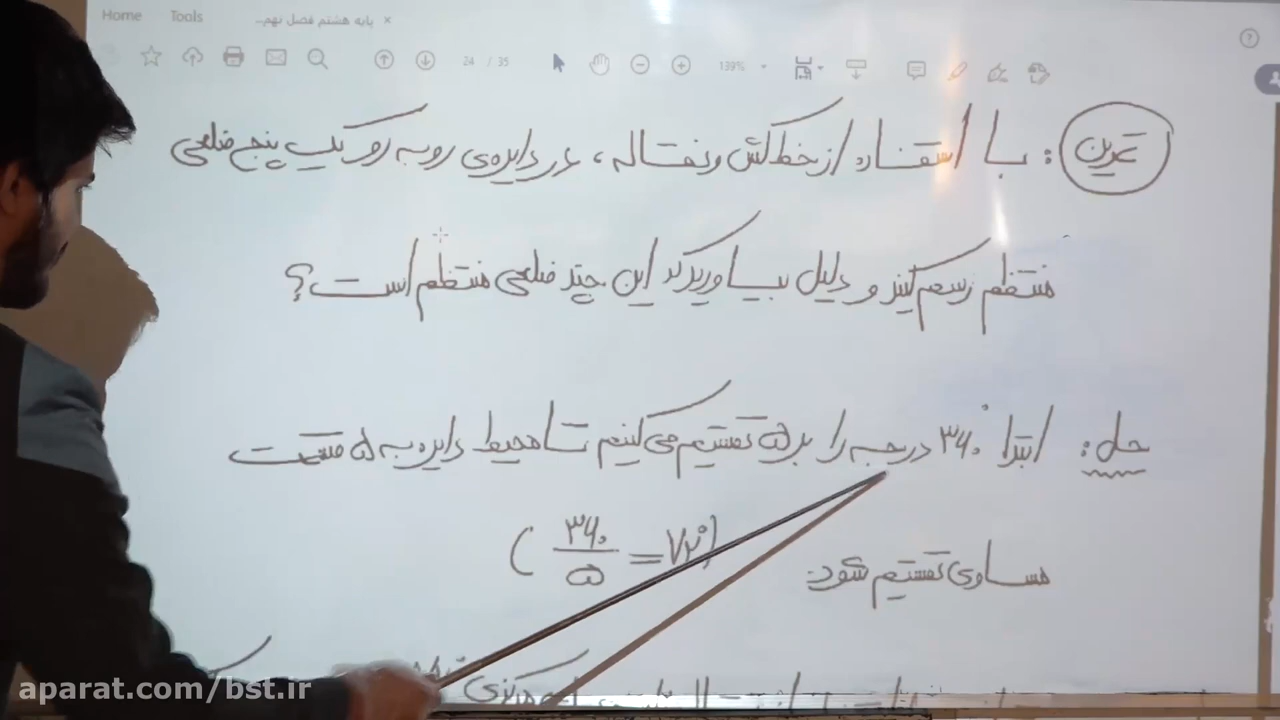 Home Tools پایه هشتم فصل نهم... ×
24 / 35 139%
تمرین: با استفاده از خط کش و نقاله، در دایره‌ی روبه رو یک پنج ضلعی
منتظم رسم کنید و دلیل بیاورید که این چند ضلعی منتظم است؟
حل: ابتدا ۳۶۰° درجه را بر ۵ تقسیم می‌کنیم تا محیط دایره به ۵ قسمت
مساوی تقسیم شود. (۳۶۰/۵ = ۷۲°)
مرکزی
aparat.com/bst.ir